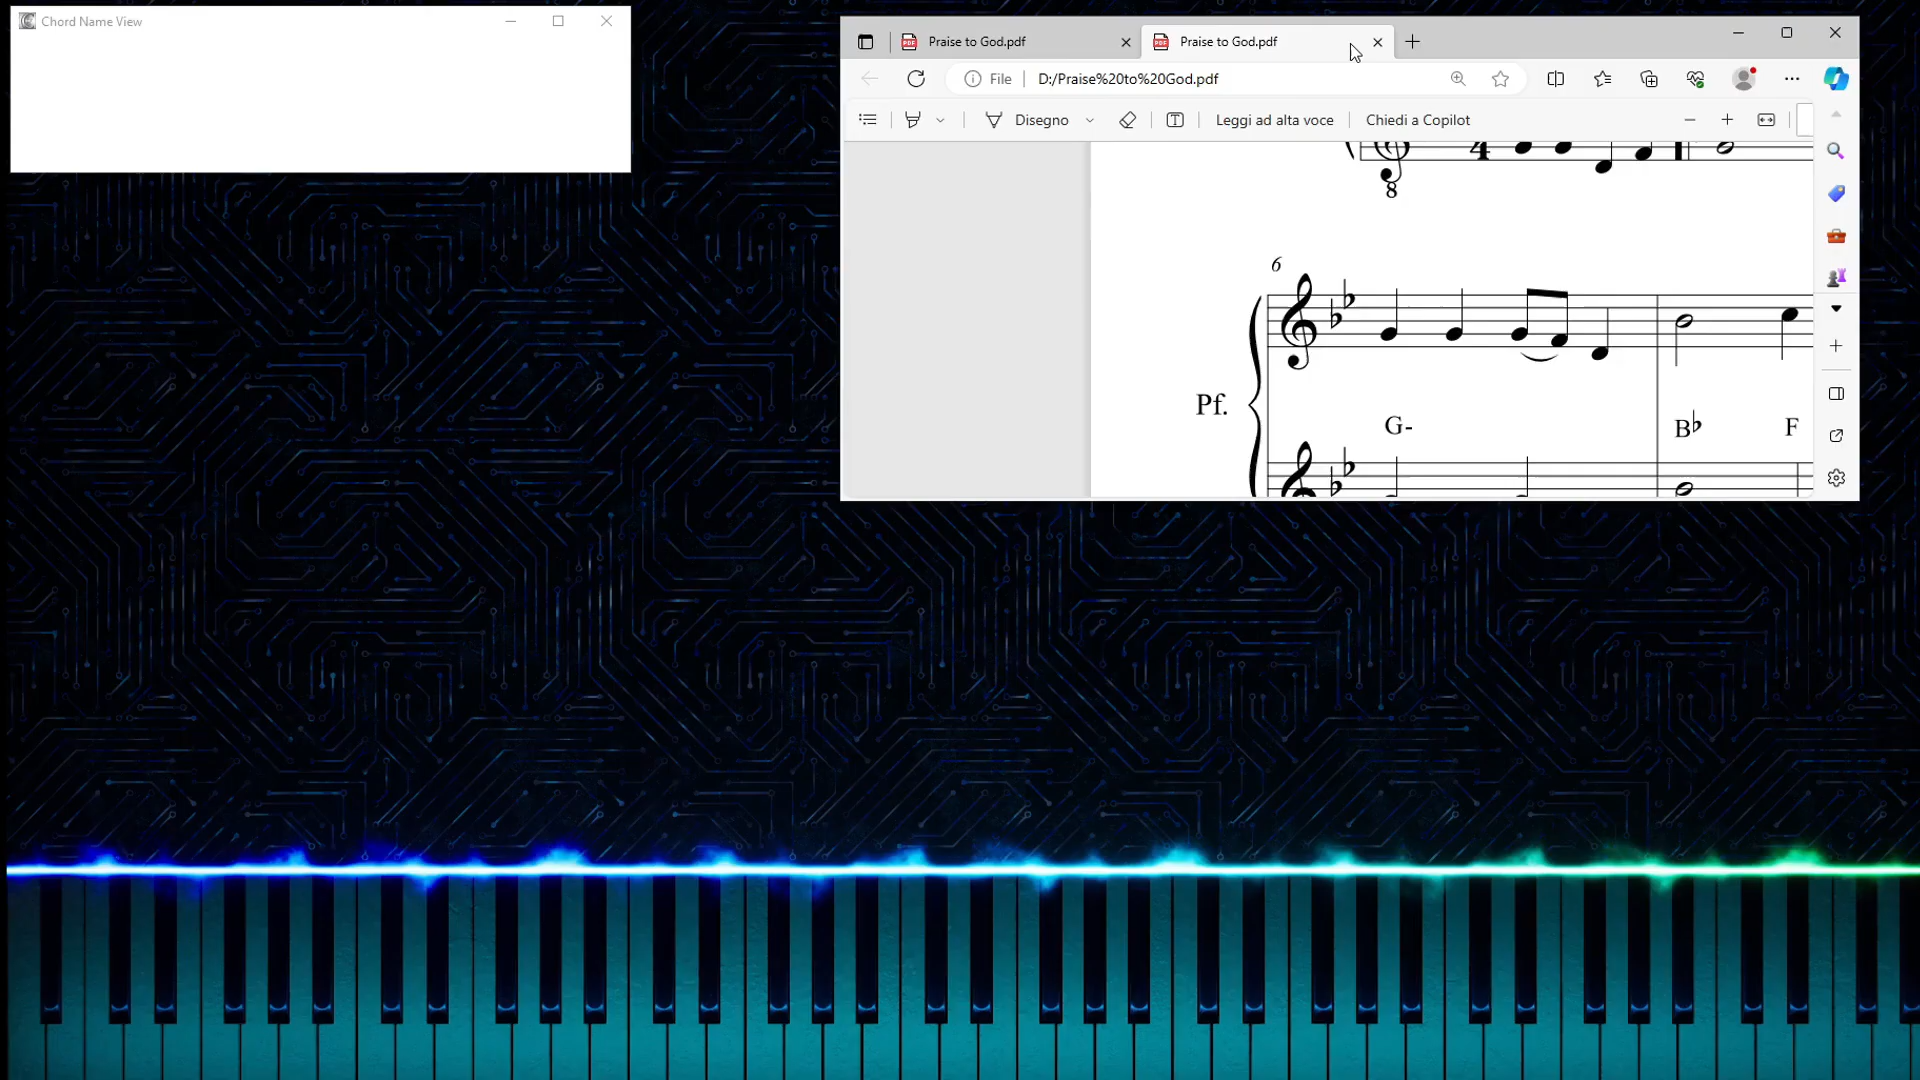 Chord Name View
Praise to God.pdf
Praise to God.pdf
File
D:/Praise%20to%20God.pdf
Disegno
Leggi ad alta voce
Chiedi a Copilot
4
8
6
Pf.
G-
B♭
F